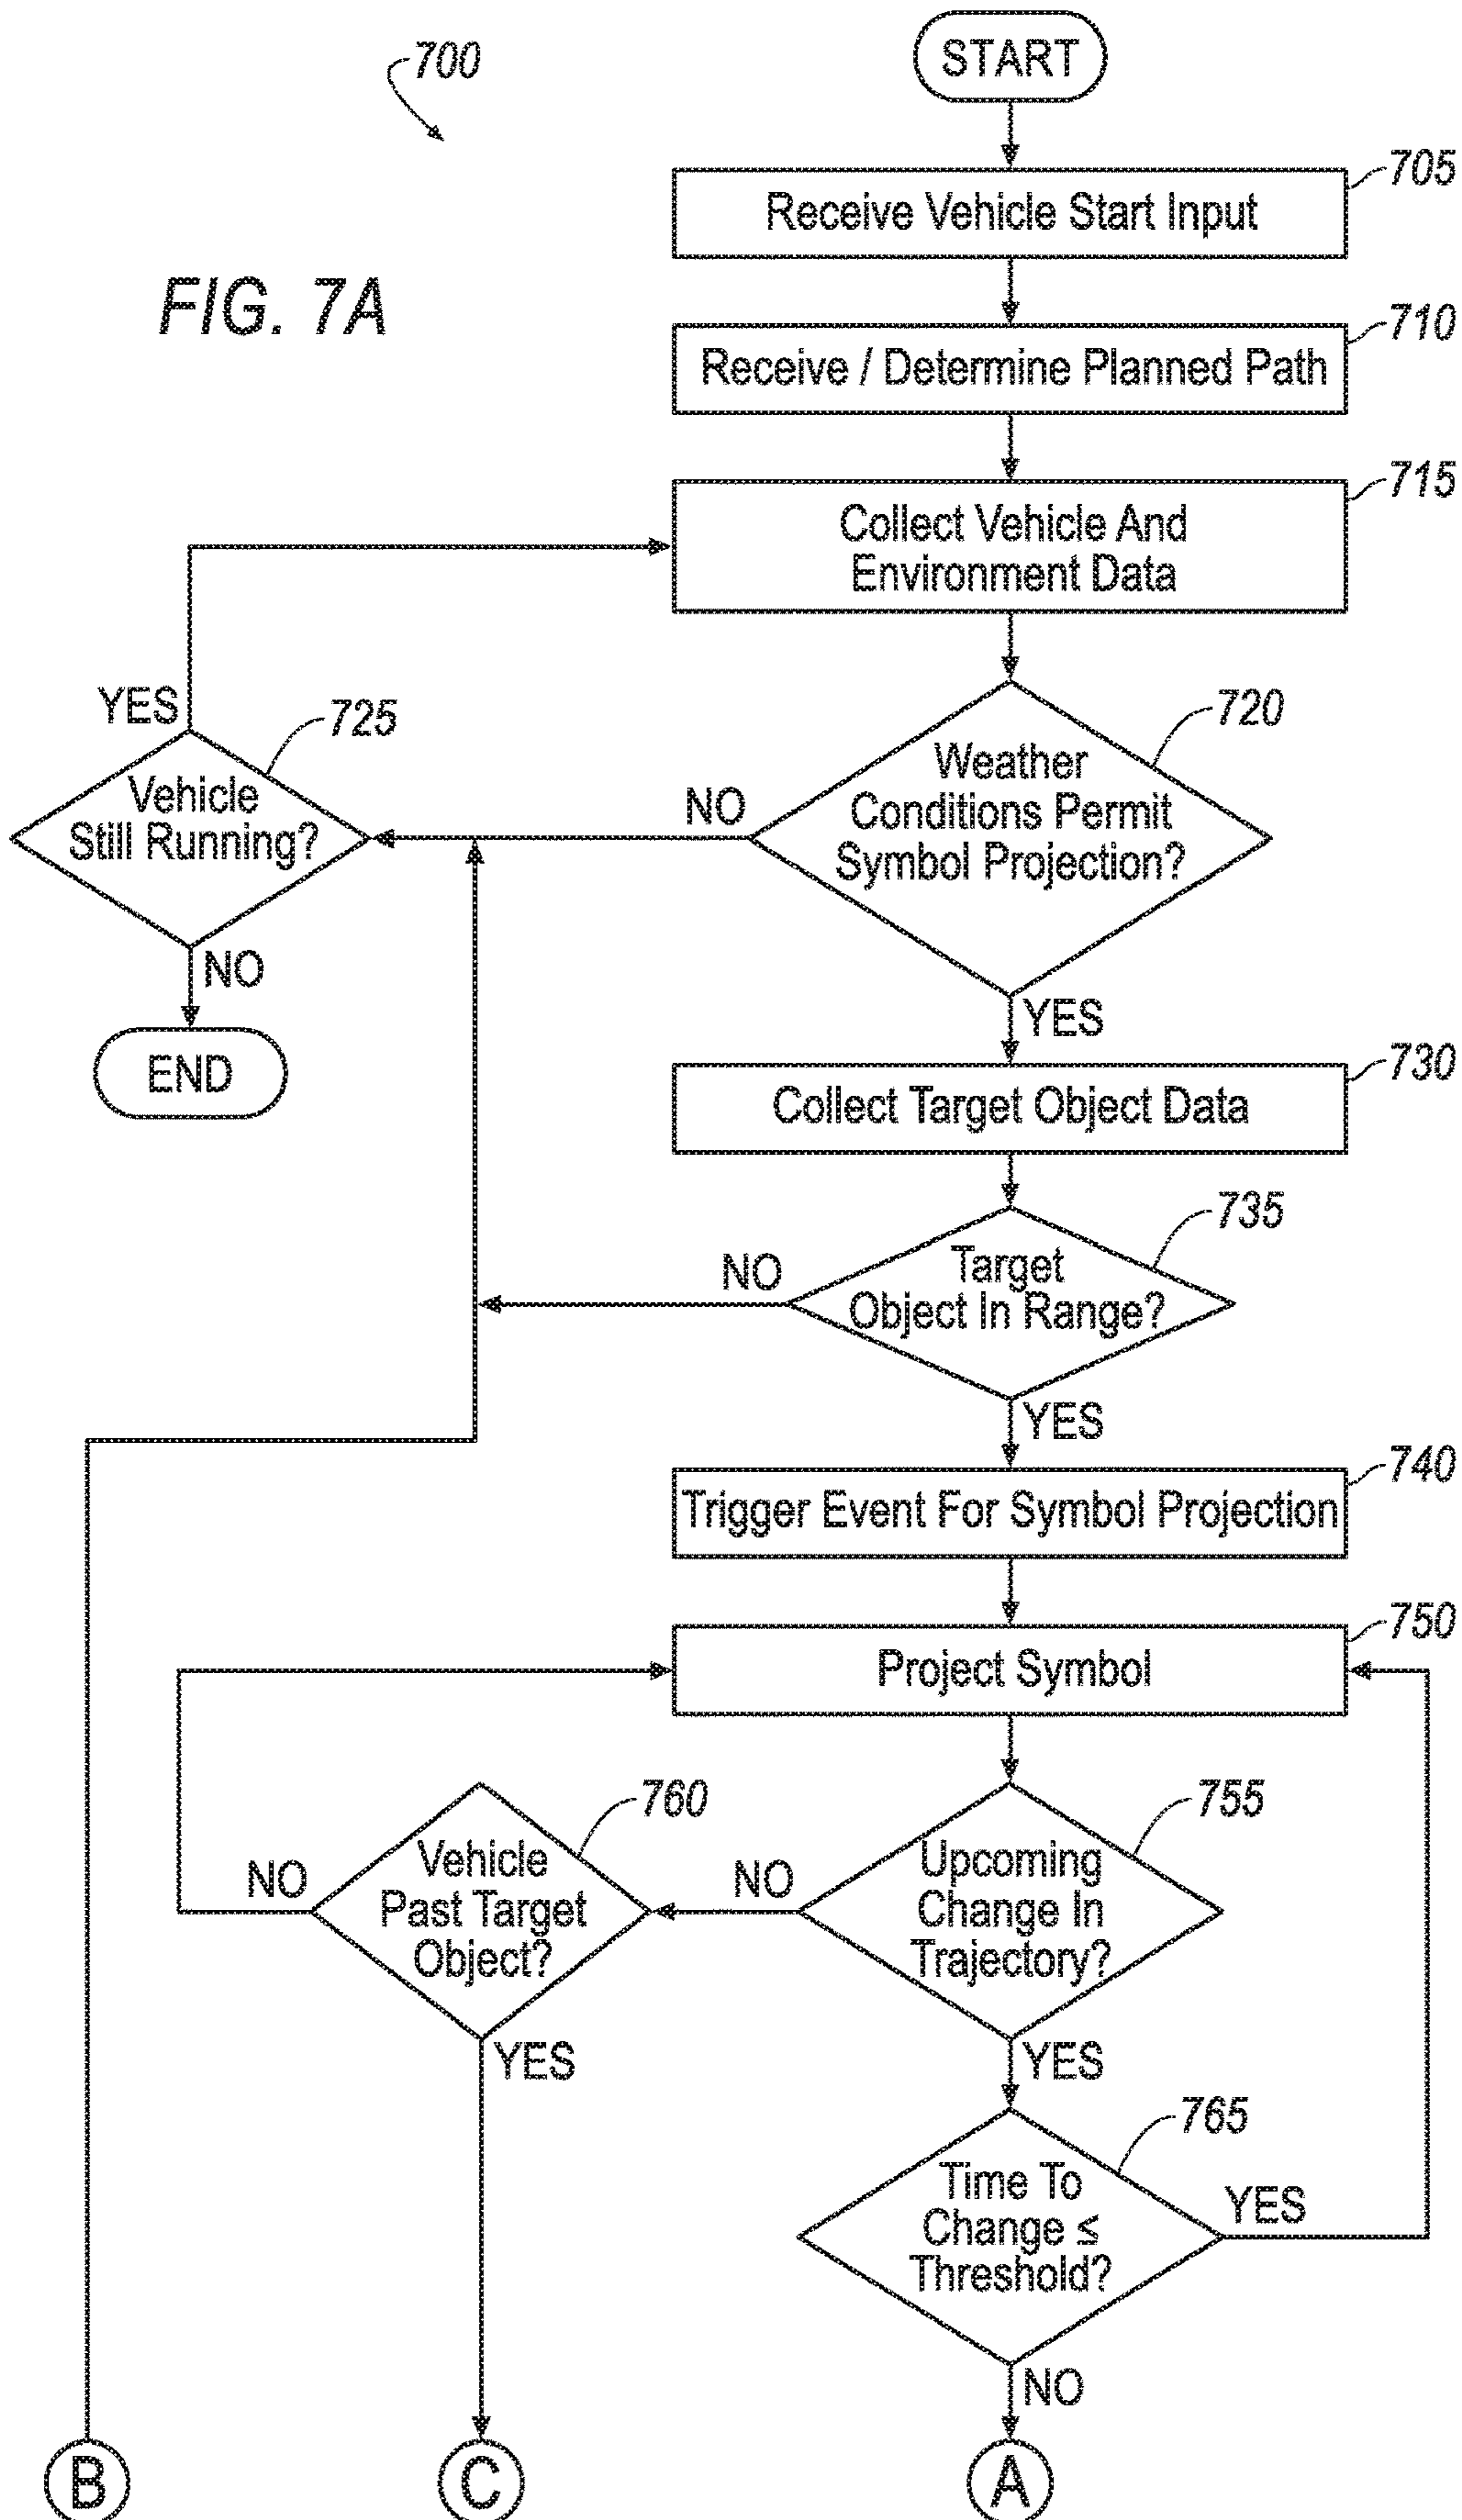 700
START
705
Receive Vehicle Start Input
FIG. 7A
710
Receive / Determine Planned Path
715
Collect Vehicle And
Environment Data
YES
725
Vehicle
Still Running?
NO
END
720
Weather
Conditions Permit
Symbol Projection?
NO
YES
730
Collect Target Object Data
735
Target
Object In Range?
NO
YES
740
Trigger Event For Symbol Projection
750
Project Symbol
755
Upcoming
Change In
Trajectory?
NO
YES
760
Vehicle
Past Target
Object?
NO
YES
765
Time To
Change ≤
Threshold?
YES
NO
B
C
A